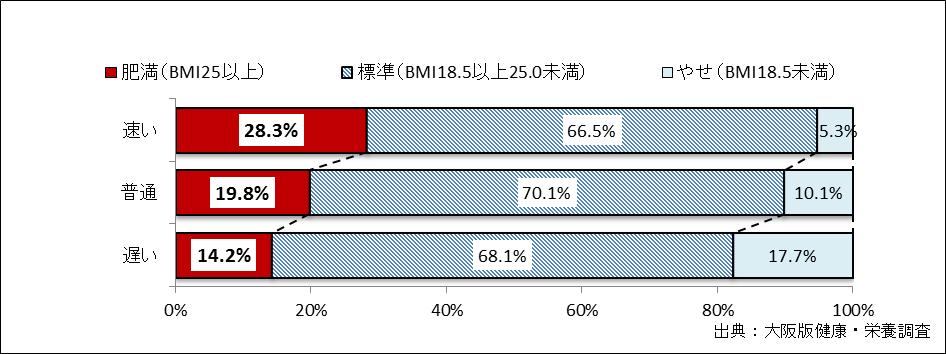 肥満（BMI25以上） 標準（BMI18.5以上25.0未満） やせ（BMI18.5未満）
速い 28.3% 66.5% 5.3%
普通 19.8% 70.1% 10.1%
遅い 14.2% 68.1% 17.7%
0% 20% 40% 60% 80% 100%
出典：大阪版健康・栄養調査